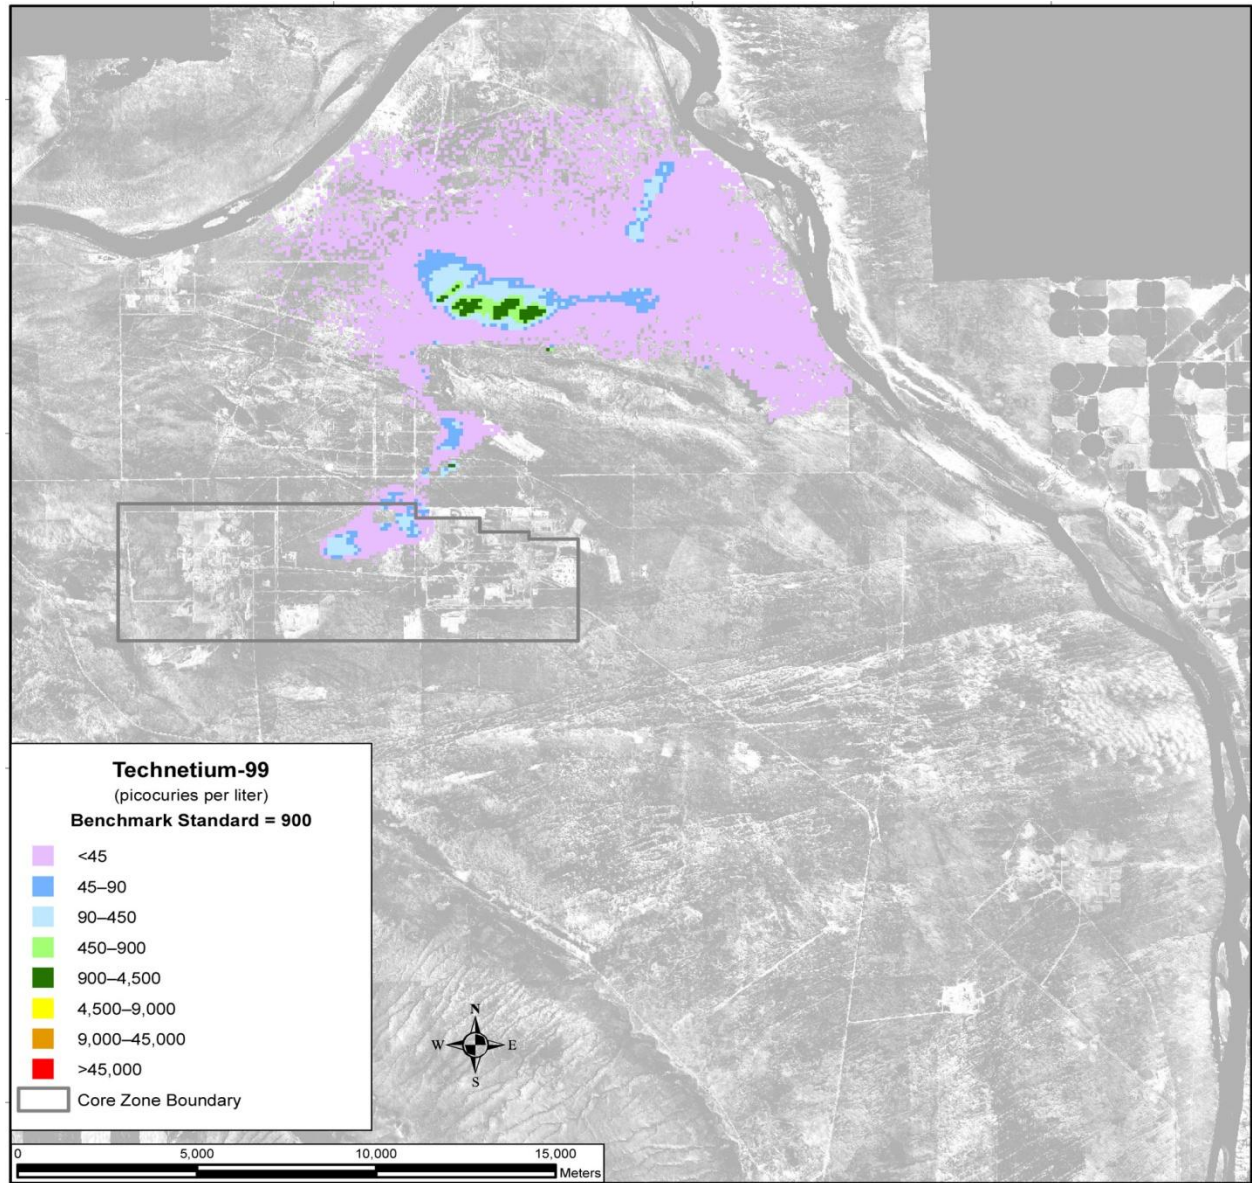 Technetium-99
(picocuries per liter)
Benchmark Standard = 900
<45
45–90
90–450
450–900
900–4,500
4,500–9,000
9,000–45,000
>45,000
Core Zone Boundary
N
W E
S
0 5,000 10,000 15,000
Meters